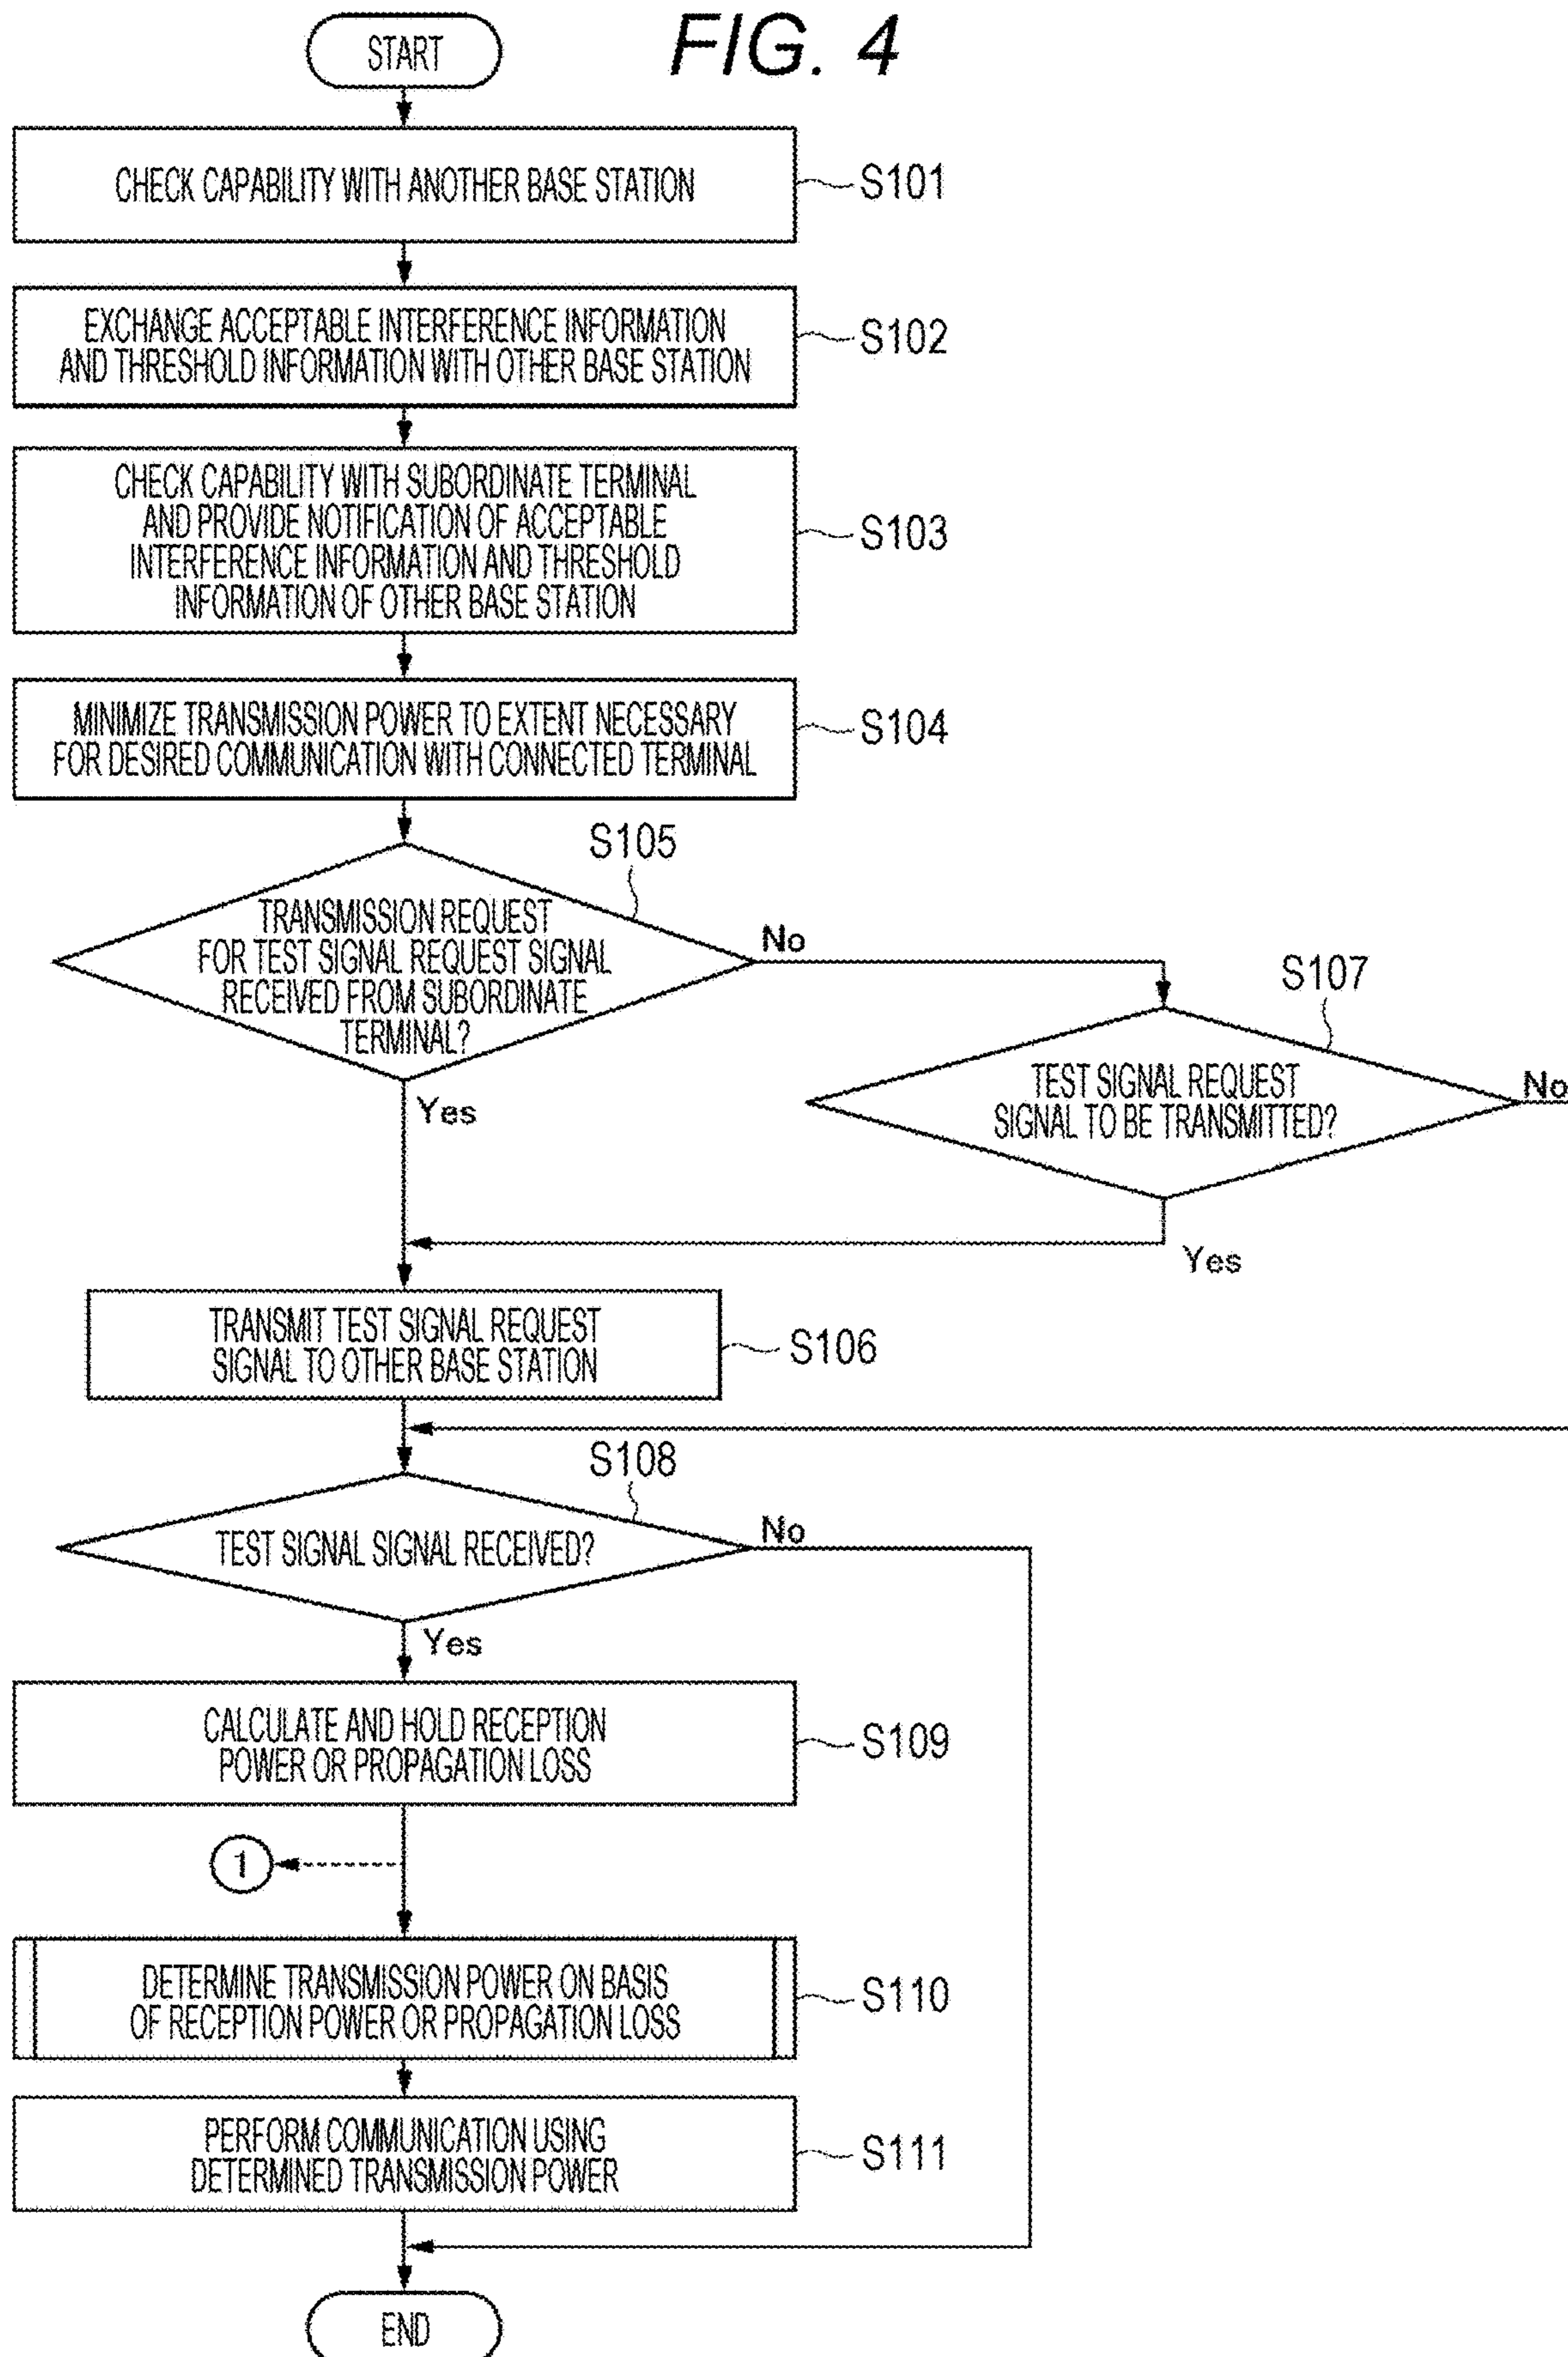 FIG. 4
START
CHECK CAPABILITY WITH ANOTHER BASE STATION
S101
EXCHANGE ACCEPTABLE INTERFERENCE INFORMATION
AND THRESHOLD INFORMATION WITH OTHER BASE STATION
S102
CHECK CAPABILITY WITH SUBORDINATE TERMINAL
AND PROVIDE NOTIFICATION OF ACCEPTABLE
INTERFERENCE INFORMATION AND THRESHOLD
INFORMATION OF OTHER BASE STATION
S103
MINIMIZE TRANSMISSION POWER TO EXTENT NECESSARY
FOR DESIRED COMMUNICATION WITH CONNECTED TERMINAL
S104
S105
TRANSMISSION REQUEST
FOR TEST SIGNAL REQUEST SIGNAL
RECEIVED FROM SUBORDINATE
TERMINAL?
No
Yes
S107
TEST SIGNAL REQUEST
SIGNAL TO BE TRANSMITTED?
No
Yes
TRANSMIT TEST SIGNAL REQUEST
SIGNAL TO OTHER BASE STATION
S106
S108
TEST SIGNAL SIGNAL RECEIVED?
No
Yes
CALCULATE AND HOLD RECEPTION
POWER OR PROPAGATION LOSS
S109
1
DETERMINE TRANSMISSION POWER ON BASIS
OF RECEPTION POWER OR PROPAGATION LOSS
S110
PERFORM COMMUNICATION USING
DETERMINED TRANSMISSION POWER
S111
END